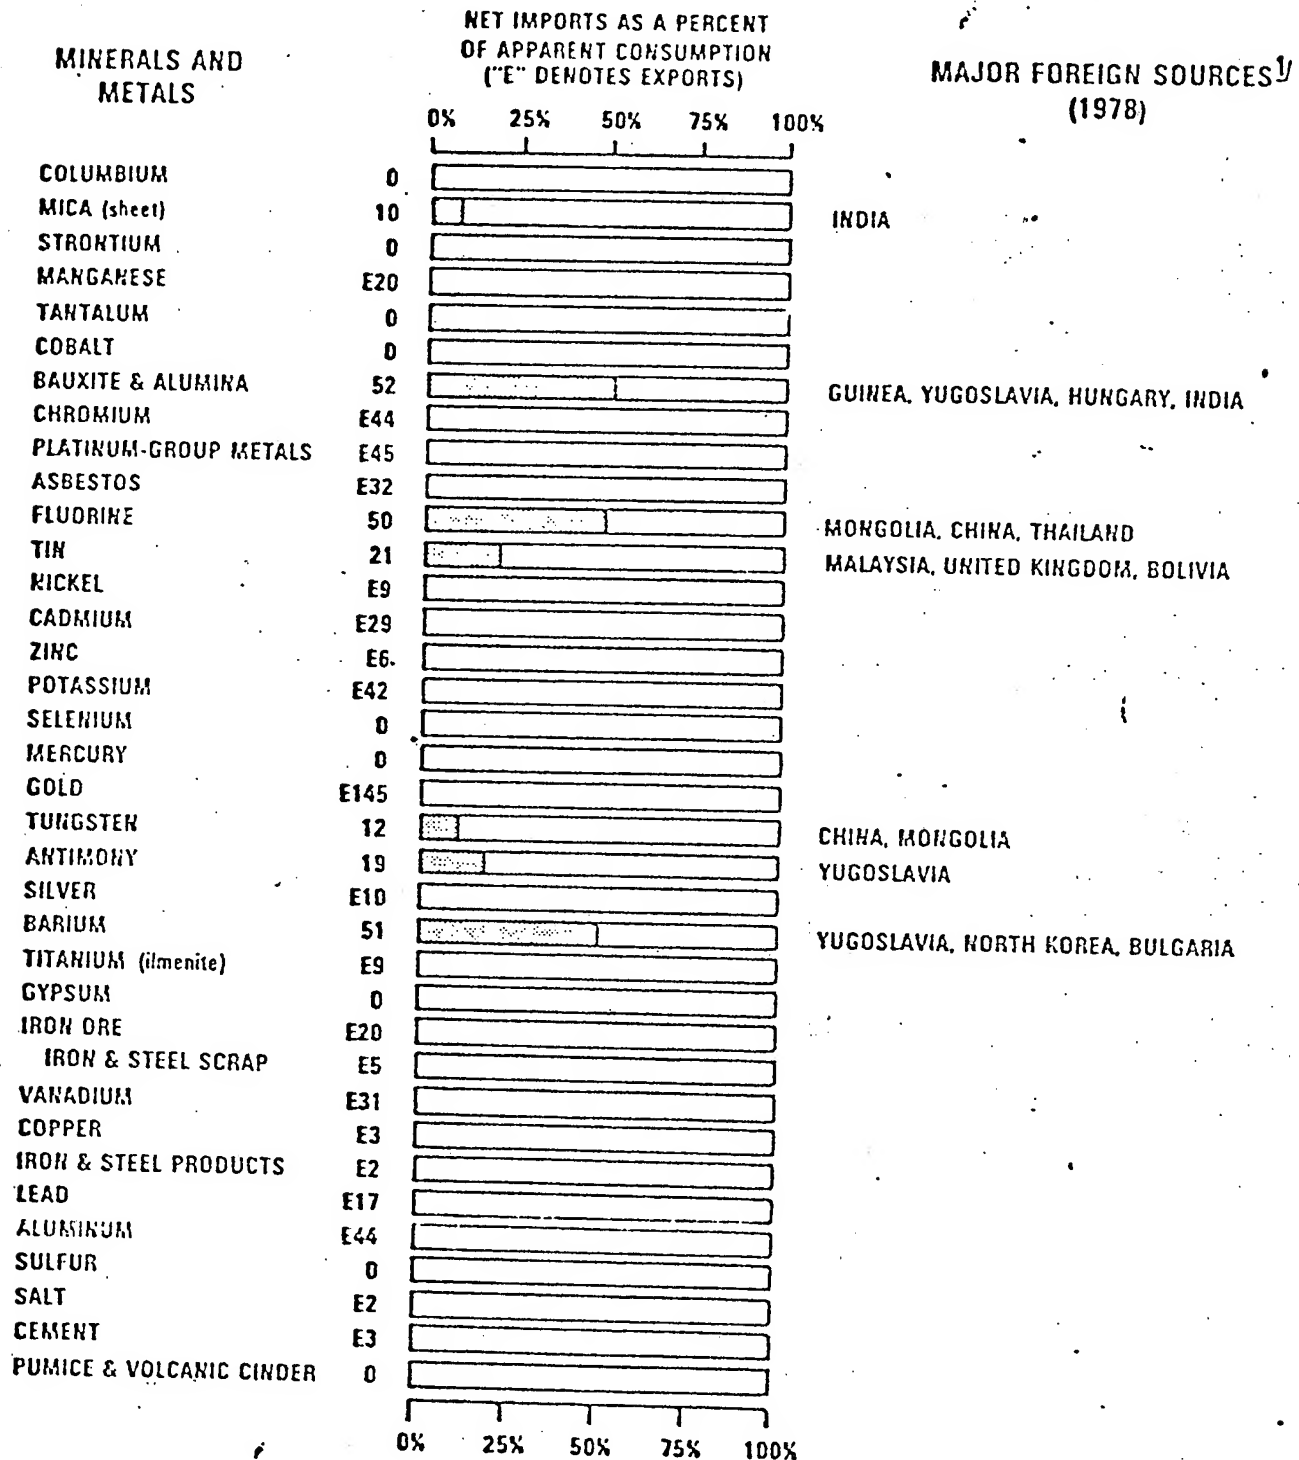 NET IMPORTS AS A PERCENT
OF APPARENT CONSUMPTION
("E" DENOTES EXPORTS)
MINERALS AND
METALS
MAJOR FOREIGN SOURCES 1/
(1978)
0% 25% 50% 75% 100%
COLUMBIUM 0
MICA (sheet) 10 INDIA
STRONTIUM 0
MANGANESE E20
TANTALUM 0
COBALT 0
BAUXITE & ALUMINA 52 GUINEA, YUGOSLAVIA, HUNGARY, INDIA
CHROMIUM E44
PLATINUM-GROUP METALS E45
ASBESTOS E32
FLUORINE 50 MONGOLIA, CHINA, THAILAND
TIN 21 MALAYSIA, UNITED KINGDOM, BOLIVIA
NICKEL E9
CADMIUM E29
ZINC E6
POTASSIUM E42
SELENIUM 0
MERCURY 0
GOLD E145
TUNGSTEN 12 CHINA, MONGOLIA
ANTIMONY 19 YUGOSLAVIA
SILVER E10
BARIUM 51 YUGOSLAVIA, NORTH KOREA, BULGARIA
TITANIUM (ilmenite) E9
GYPSUM 0
IRON ORE E20
IRON & STEEL SCRAP E5
VANADIUM E31
COPPER E3
IRON & STEEL PRODUCTS E2
LEAD E17
ALUMINUM E44
SULFUR 0
SALT E2
CEMENT E3
PUMICE & VOLCANIC CINDER 0
0% 25% 50% 75% 100%